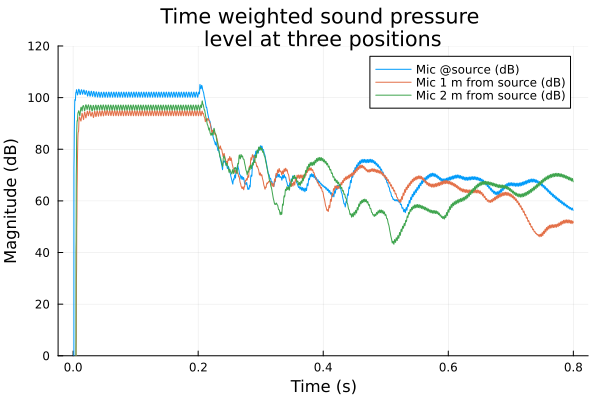 Time weighted sound pressure
level at three positions
120
100
80
60
40
20
0
Magnitude (dB)
Mic @source (dB)
Mic 1 m from source (dB)
Mic 2 m from source (dB)
0.0 0.2 0.4 0.6 0.8
Time (s)